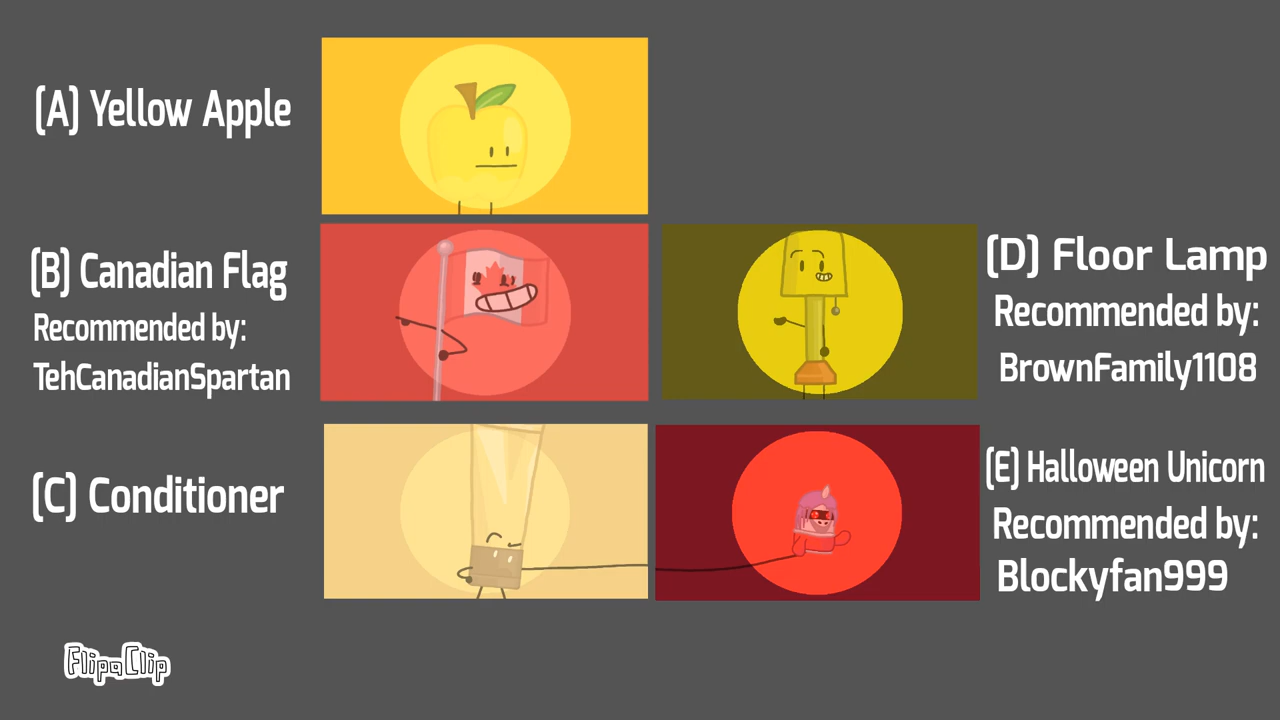 (A) Yellow Apple
(B) Canadian Flag
Recommended by:
TehCanadianSpartan
(C) Conditioner
(D) Floor Lamp
Recommended by:
BrownFamily1108
(E) Halloween Unicorn
Recommended by:
Blockyfan999
FlipaClip